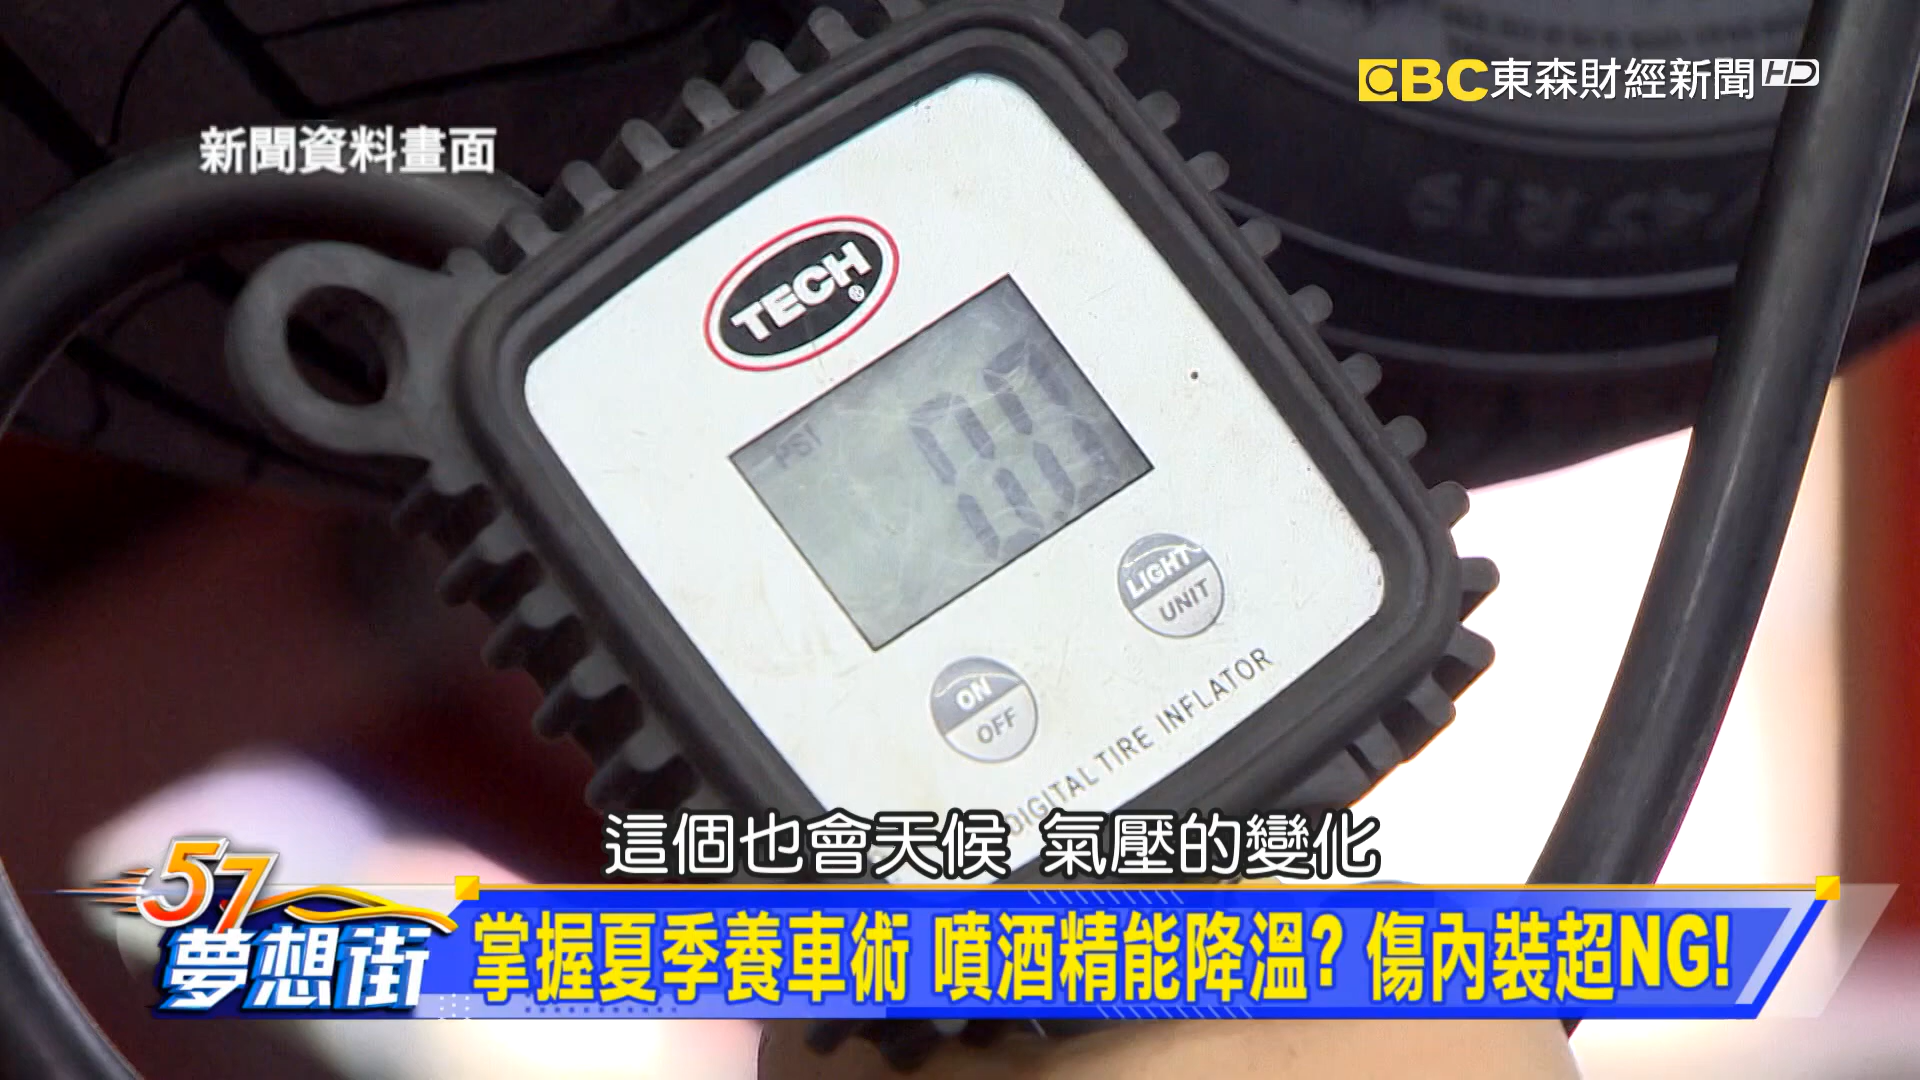 EBC東森財經新聞HD
新聞資料畫面
TECH®
PSI
LIGHT
UNIT
ON
OFF
DIGITAL TIRE INFLATOR
這個也會天候 氣壓的變化
57夢想街
掌握夏季養車術 噴酒精能降溫? 傷內裝超NG!